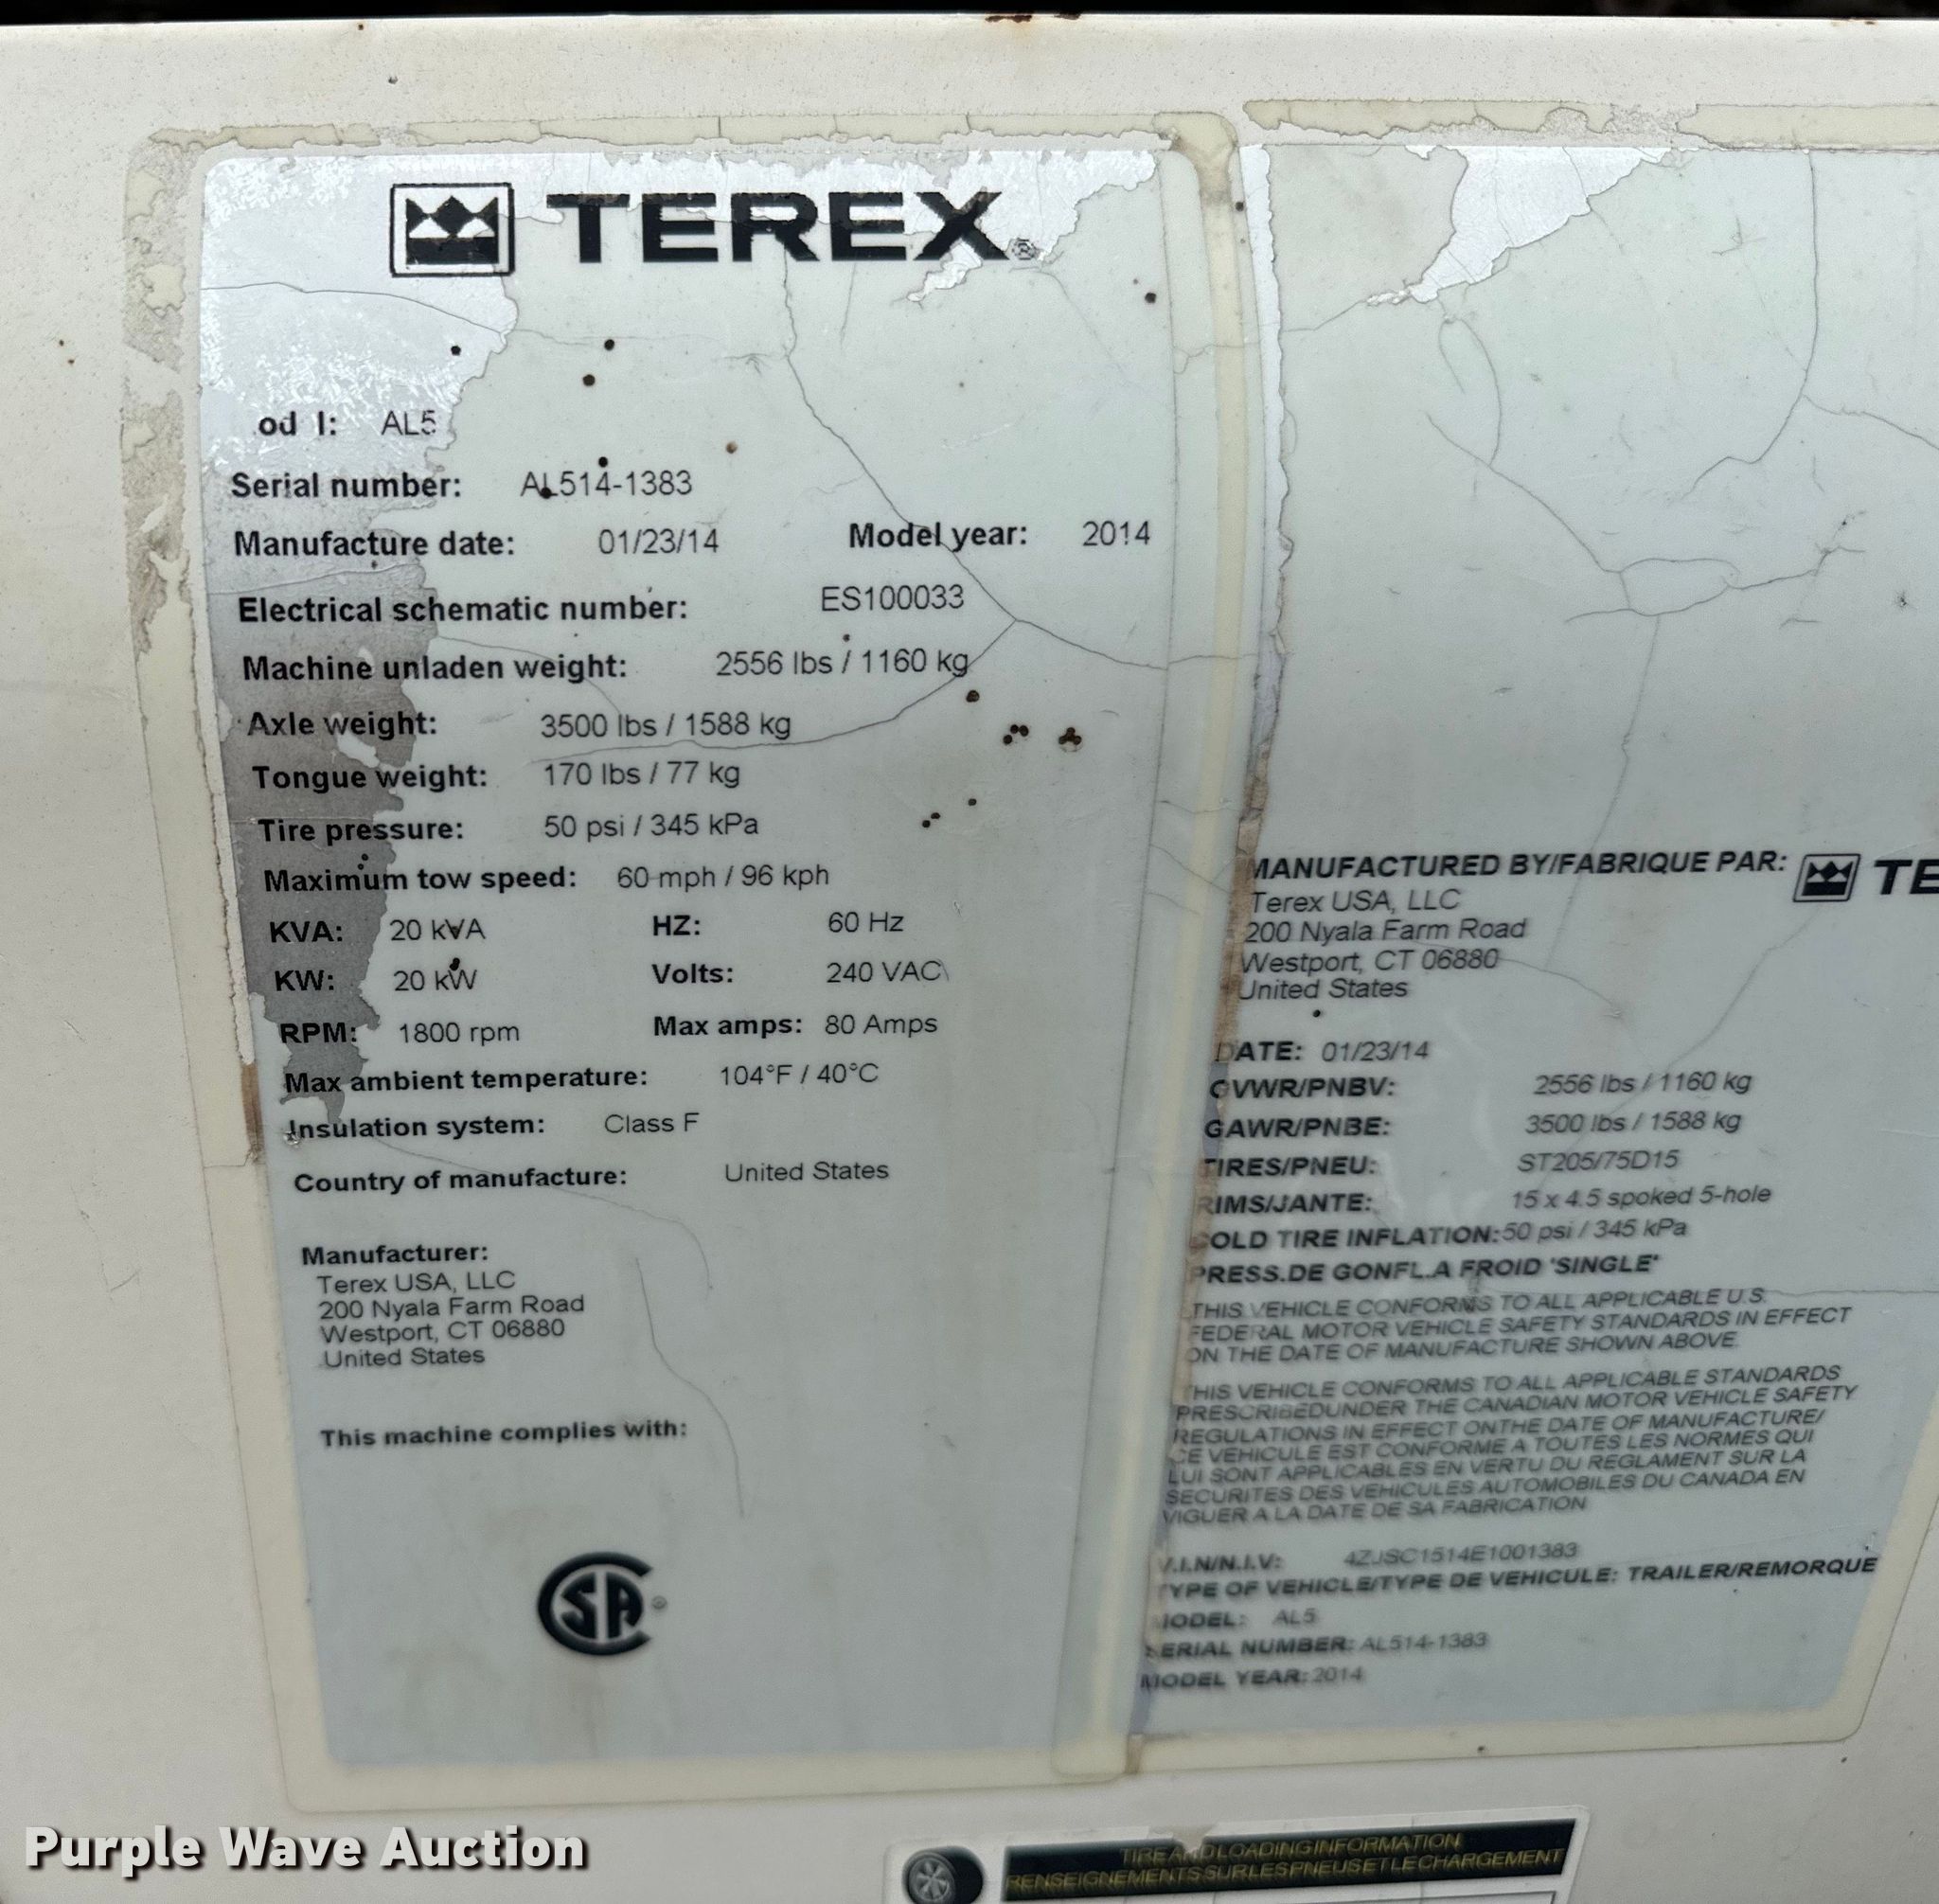 TEREX®
od l: AL5
Serial number: AL514-1383
Manufacture date: 01/23/14 Model year: 2014
Electrical schematic number: ES100033
Machine unladen weight: 2556 lbs / 1160 kg
Axle weight: 3500 lbs / 1588 kg
Tongue weight: 170 lbs / 77 kg
Tire pressure: 50 psi / 345 kPa
Maximum tow speed: 60 mph / 96 kph
KVA: 20 kVA HZ: 60 Hz
KW: 20 kW Volts: 240 VAC
RPM: 1800 rpm Max amps: 80 Amps
Max ambient temperature: 104°F / 40°C
Insulation system: Class F
Country of manufacture: United States
Manufacturer:
Terex USA, LLC
200 Nyala Farm Road
Westport, CT 06880
United States
This machine complies with:
CSA®
MANUFACTURED BY/FABRIQUE PAR: TE
Terex USA, LLC
200 Nyala Farm Road
Westport, CT 06880
United States
DATE: 01/23/14
GVWR/PNBV: 2556 lbs / 1160 kg
GAWR/PNBE: 3500 lbs / 1588 kg
TIRES/PNEU: ST205/75D15
RIMS/JANTE: 15 x 4.5 spoked 5-hole
COLD TIRE INFLATION: 50 psi / 345 kPa
PRESS.DE GONFL.A FROID 'SINGLE'
THIS VEHICLE CONFORMS TO ALL APPLICABLE U.S.
FEDERAL MOTOR VEHICLE SAFETY STANDARDS IN EFFECT
ON THE DATE OF MANUFACTURE SHOWN ABOVE.
THIS VEHICLE CONFORMS TO ALL APPLICABLE STANDARDS
PRESCRIBEDUNDER THE CANADIAN MOTOR VEHICLE SAFETY
REGULATIONS IN EFFECT ONTHE DATE OF MANUFACTURE/
CE VEHICULE EST CONFORME A TOUTES LES NORMES QUI
LUI SONT APPLICABLES EN VERTU DU REGLAMENT SUR LA
SECURITES DES VEHICULES AUTOMOBILES DU CANADA EN
VIGUER A LA DATE DE SA FABRICATION
V.I.N/N.I.V: 4ZJSC1514E1001383
TYPE OF VEHICLE/TYPE DE VEHICULE: TRAILER/REMORQUE
MODEL: AL5
SERIAL NUMBER: AL514-1383
MODEL YEAR: 2014
TIRE AND LOADING INFORMATION
RENSEIGNEMENTS SUR LES PNEUS ET LE CHARGEMENT
Purple Wave Auction